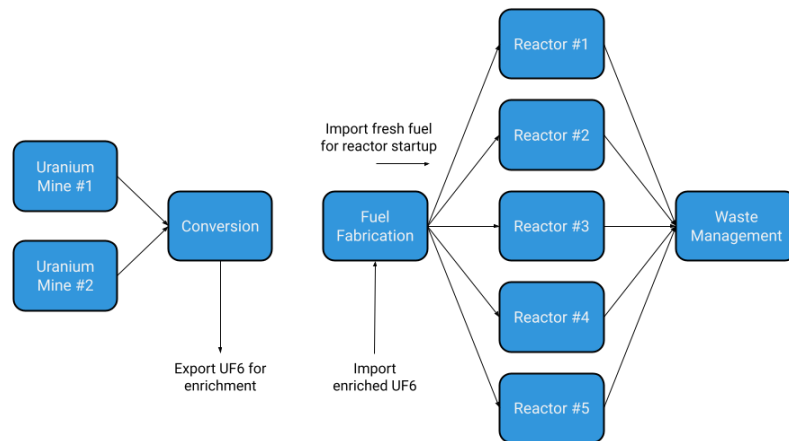 Uranium
Mine #1
Uranium
Mine #2
Conversion
Export UF6 for
enrichment
Import fresh fuel
for reactor startup
Fuel
Fabrication
Import
enriched UF6
Reactor #1
Reactor #2
Reactor #3
Reactor #4
Reactor #5
Waste
Management